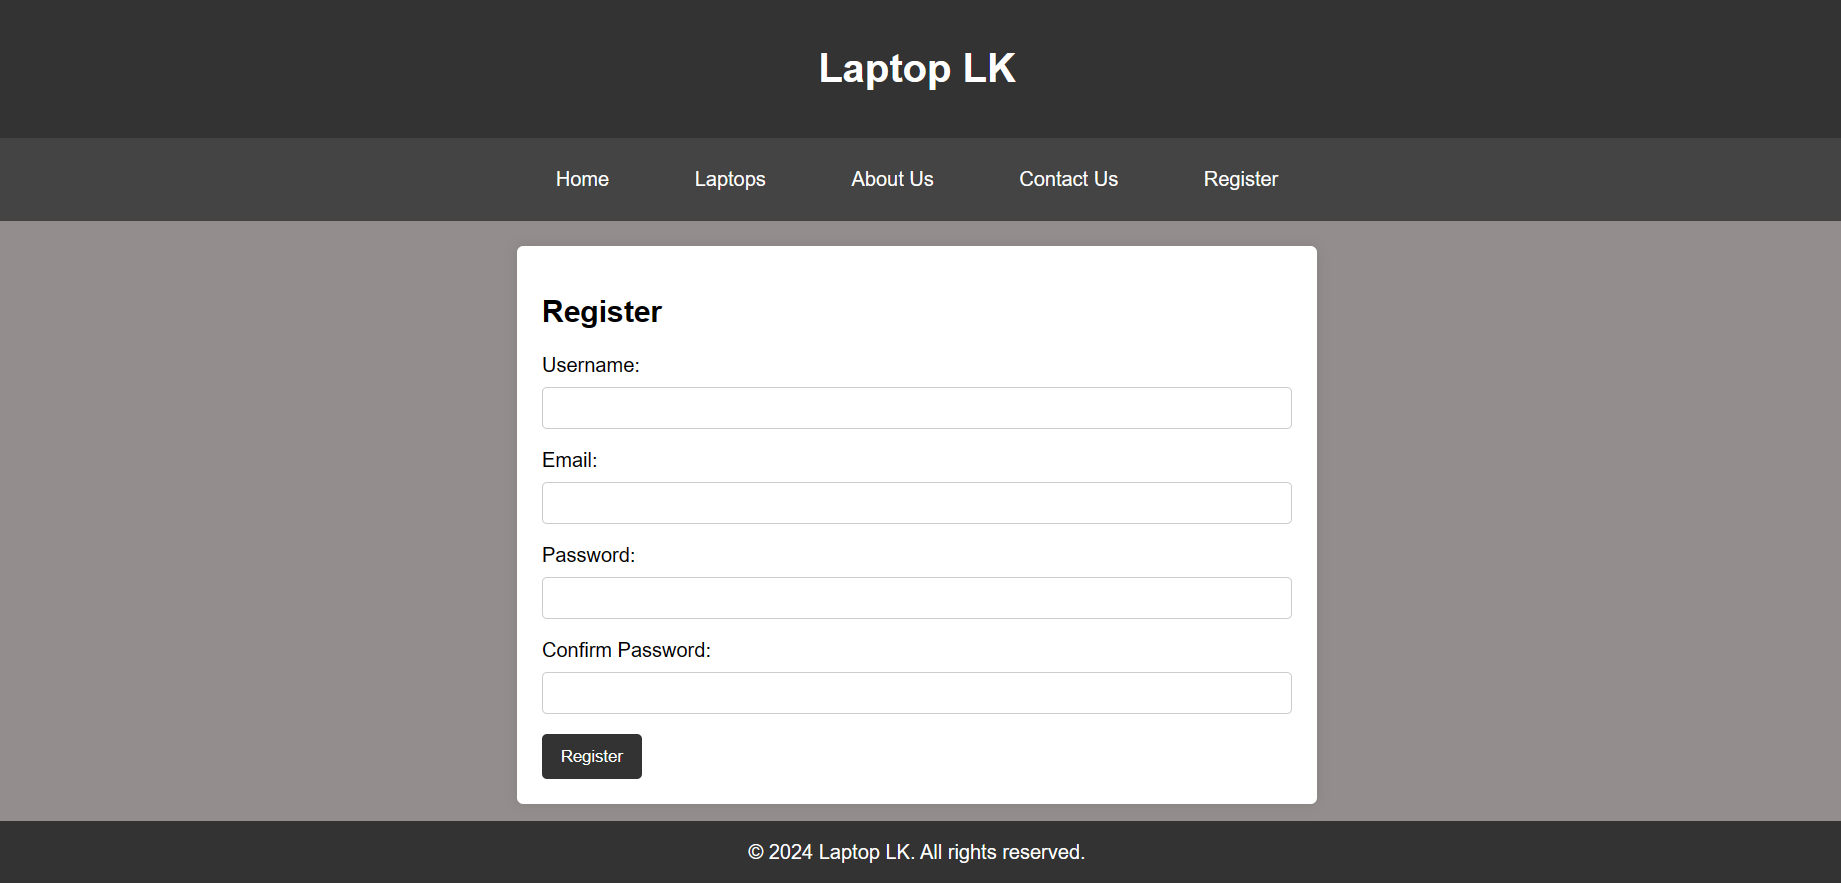 Laptop LK
Home Laptops About Us Contact Us Register
Register
Username:
Email:
Password:
Confirm Password:
Register
© 2024 Laptop LK. All rights reserved.